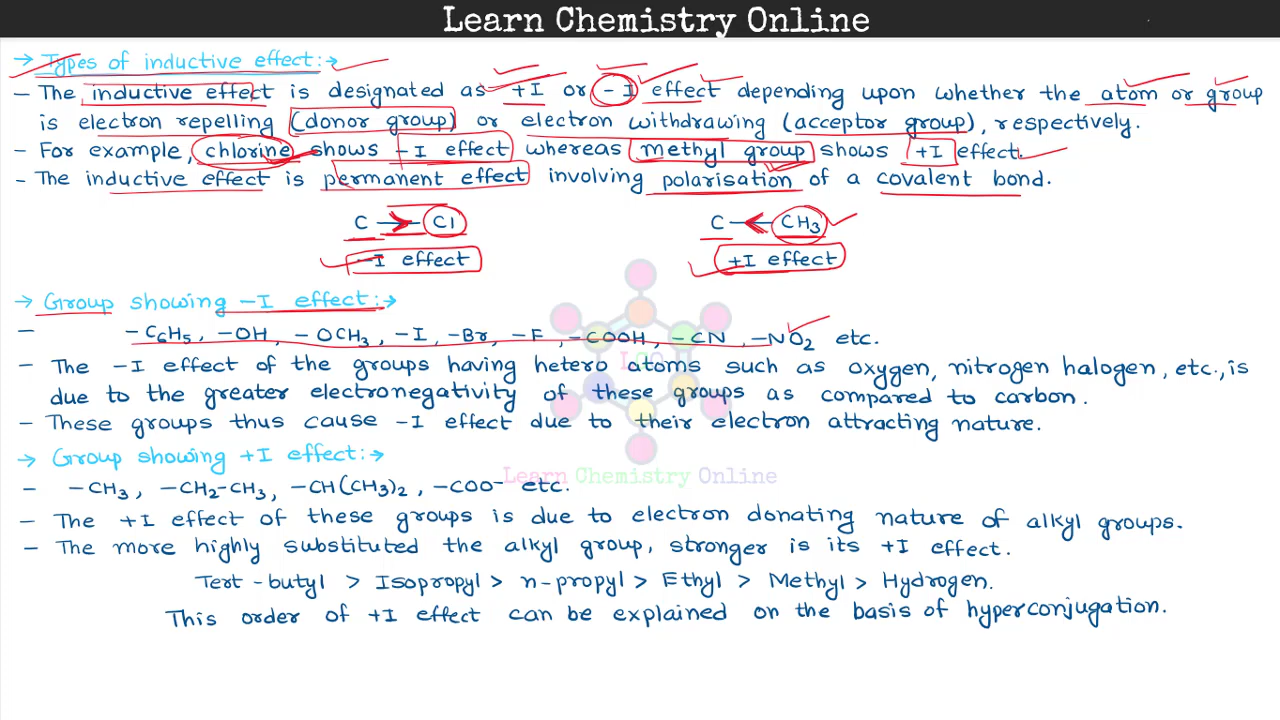 Learn Chemistry Online
→ Types of inductive effect:→
- The inductive effect is designated as +I or -I effect depending upon whether the atom or group
is electron repelling (donor group) or electron withdrawing (acceptor group), respectively.
- For example, chlorine shows -I effect whereas methyl group shows +I effect.
- The inductive effect is permanent effect involving polarisation of a covalent bond.
C → Cl C ← CH₃
-I effect +I effect
→ Group showing -I effect:→
- -C₆H₅, -OH, -OCH₃, -I, -Br, -F, -COOH, -CN, -NO₂ etc.
- The -I effect of the groups having hetero atoms such as oxygen, nitrogen halogen, etc., is
due to the greater electronegativity of these groups as compared to carbon.
- These groups thus cause -I effect due to their electron attracting nature.
→ Group showing +I effect:→
LCO
Learn Chemistry Online
- -CH₃, -CH₂-CH₃, -CH(CH₃)₂, -COO⁻ etc.
- The +I effect of these groups is due to electron donating nature of alkyl groups.
- The more highly substituted the alkyl group, stronger is its +I effect.
Tert-butyl > Isopropyl > n-propyl > Ethyl > Methyl > Hydrogen.
This order of +I effect can be explained on the basis of hyperconjugation.